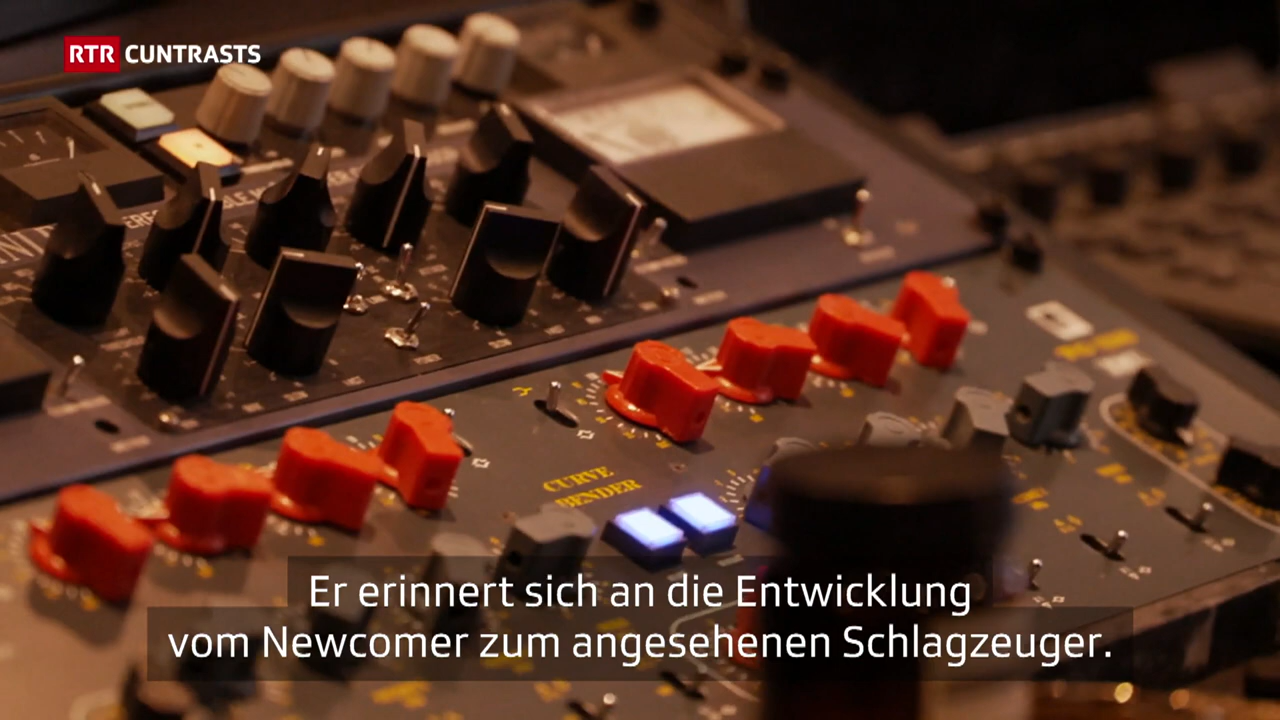 RTR CUNTRASTS
CURVE
BENDER
Er erinnert sich an die Entwicklung
vom Newcomer zum angesehenen Schlagzeuger.